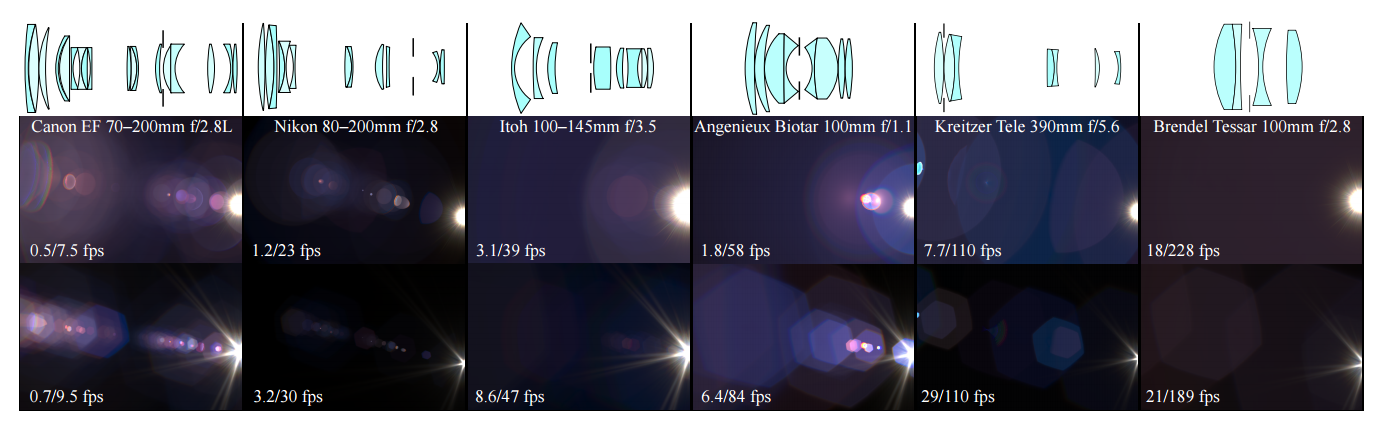 Canon EF 70–200mm f/2.8L
Nikon 80–200mm f/2.8
Itoh 100–145mm f/3.5
Angenieux Biotar 100mm f/1.1
Kreitzer Tele 390mm f/5.6
Brendel Tessar 100mm f/2.8
0.5/7.5 fps
1.2/23 fps
3.1/39 fps
1.8/58 fps
7.7/110 fps
18/228 fps
0.7/9.5 fps
3.2/30 fps
8.6/47 fps
6.4/84 fps
29/110 fps
21/189 fps